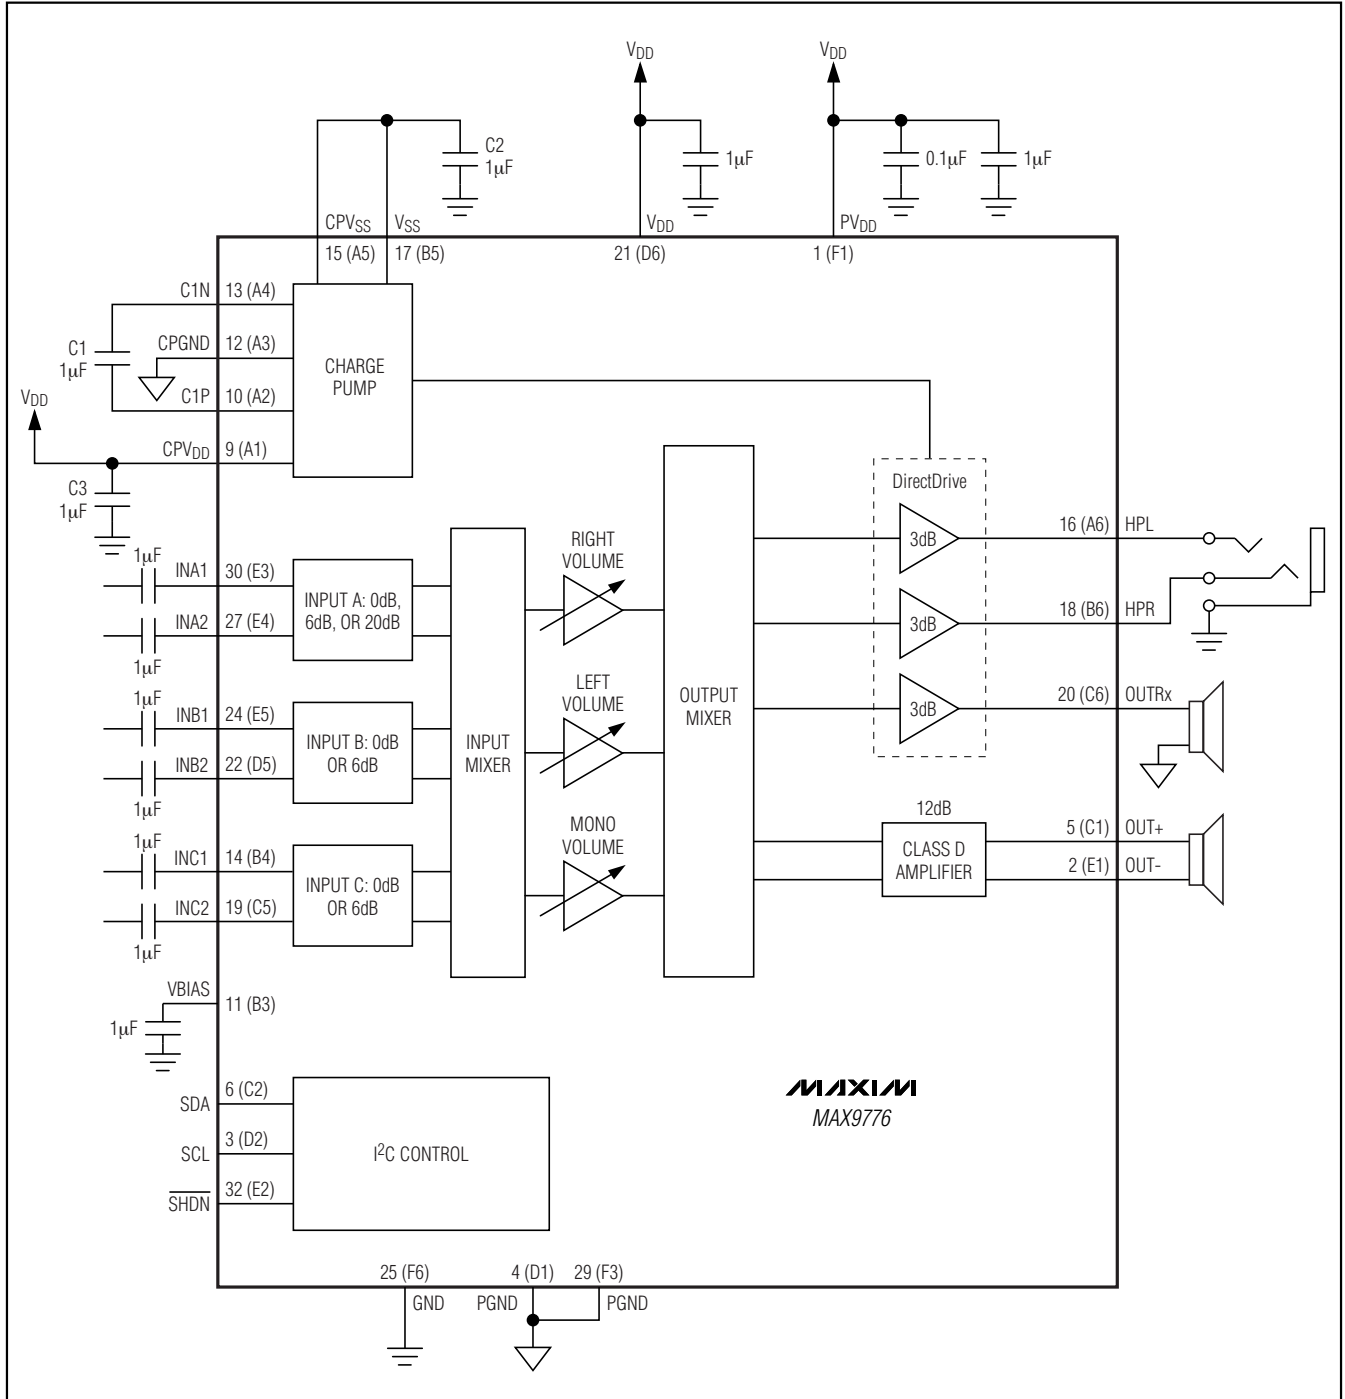 VDD
VDD
C2
1μF
1μF
0.1μF
1μF
CPVSS
VSS
VDD
PVDD
15 (A5)
17 (B5)
21 (D6)
1 (F1)
C1N
13 (A4)
C1
1μF
CPGND
12 (A3)
CHARGE
PUMP
C1P
10 (A2)
VDD
CPVDD
9 (A1)
C3
1μF
DirectDrive
1μF
INA1
30 (E3)
INPUT A: 0dB,
6dB, OR 20dB
INA2
27 (E4)
1μF
RIGHT
VOLUME
3dB
16 (A6)
HPL
3dB
18 (B6)
HPR
1μF
INB1
24 (E5)
INPUT B: 0dB
OR 6dB
INB2
22 (D5)
1μF
INPUT
MIXER
LEFT
VOLUME
OUTPUT
MIXER
3dB
20 (C6)
OUTRx
1μF
INC1
14 (B4)
INPUT C: 0dB
OR 6dB
INC2
19 (C5)
1μF
MONO
VOLUME
12dB
CLASS D
AMPLIFIER
5 (C1)
OUT+
2 (E1)
OUT-
VBIAS
11 (B3)
1μF
SDA
6 (C2)
SCL
3 (D2)
I2C CONTROL
SHDN
32 (E2)
MAXIM
MAX9776
25 (F6)
4 (D1)
29 (F3)
GND
PGND
PGND